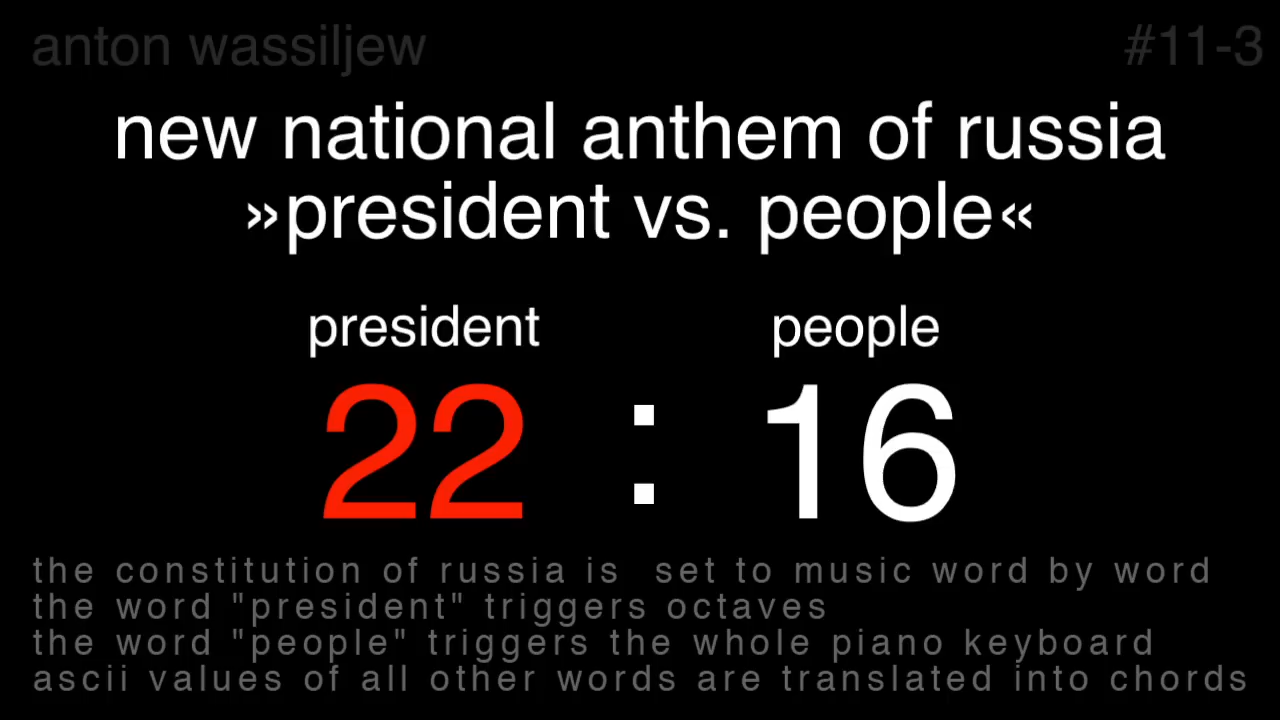 anton wassiljew #11-3
new national anthem of russia
»president vs. people«
president people
22 : 16
the constitution of russia is set to music word by word
the word "president" triggers octaves
the word "people" triggers the whole piano keyboard
ascii values of all other words are translated into chords